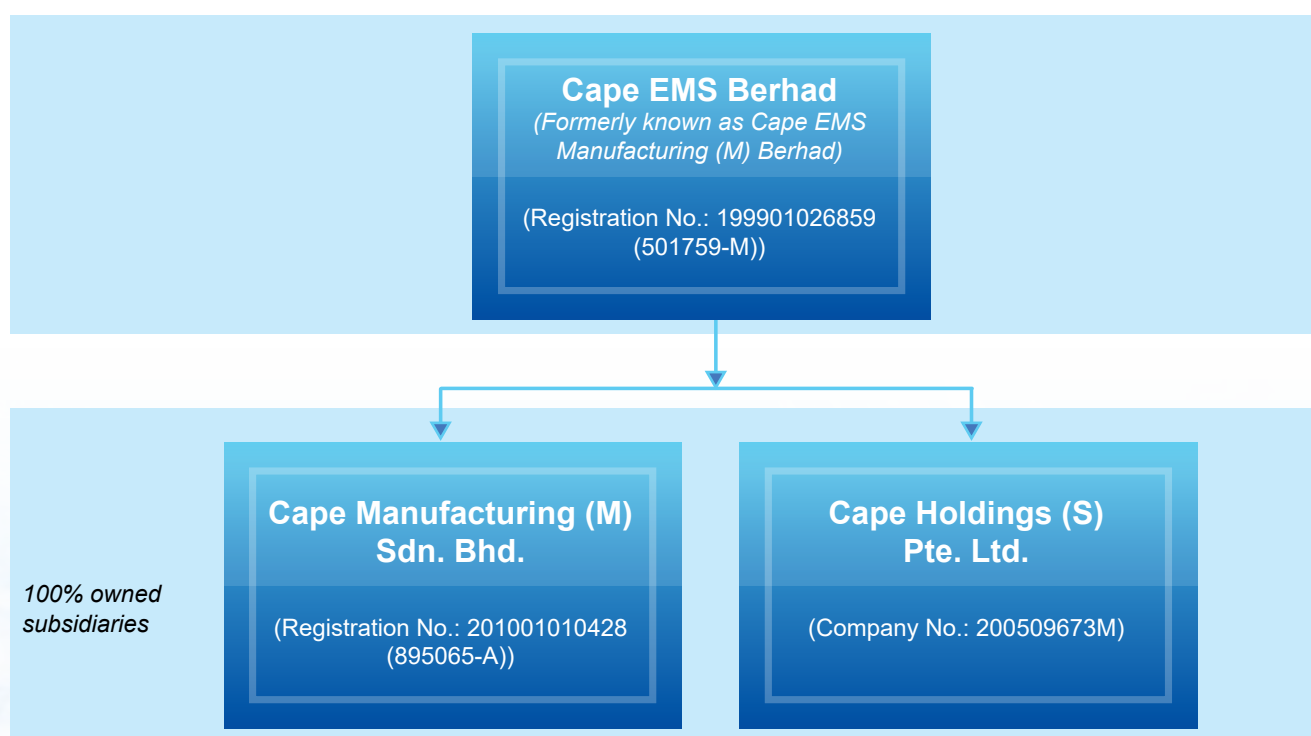 Cape EMS Berhad
(Formerly known as Cape EMS
Manufacturing (M) Berhad)
(Registration No.: 199901026859
(501759-M))
100% owned
subsidiaries
Cape Manufacturing (M)
Sdn. Bhd.
(Registration No.: 201001010428
(895065-A))
Cape Holdings (S)
Pte. Ltd.
(Company No.: 200509673M)